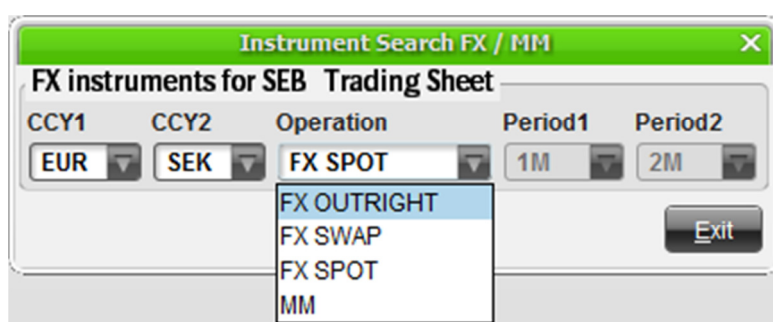 Instrument Search FX / MM
FX instruments for SEB Trading Sheet
CCY1 CCY2 Operation Period1 Period2
EUR SEK FX SPOT 1M 2M
FX OUTRIGHT
FX SWAP
Exit
FX SPOT
MM